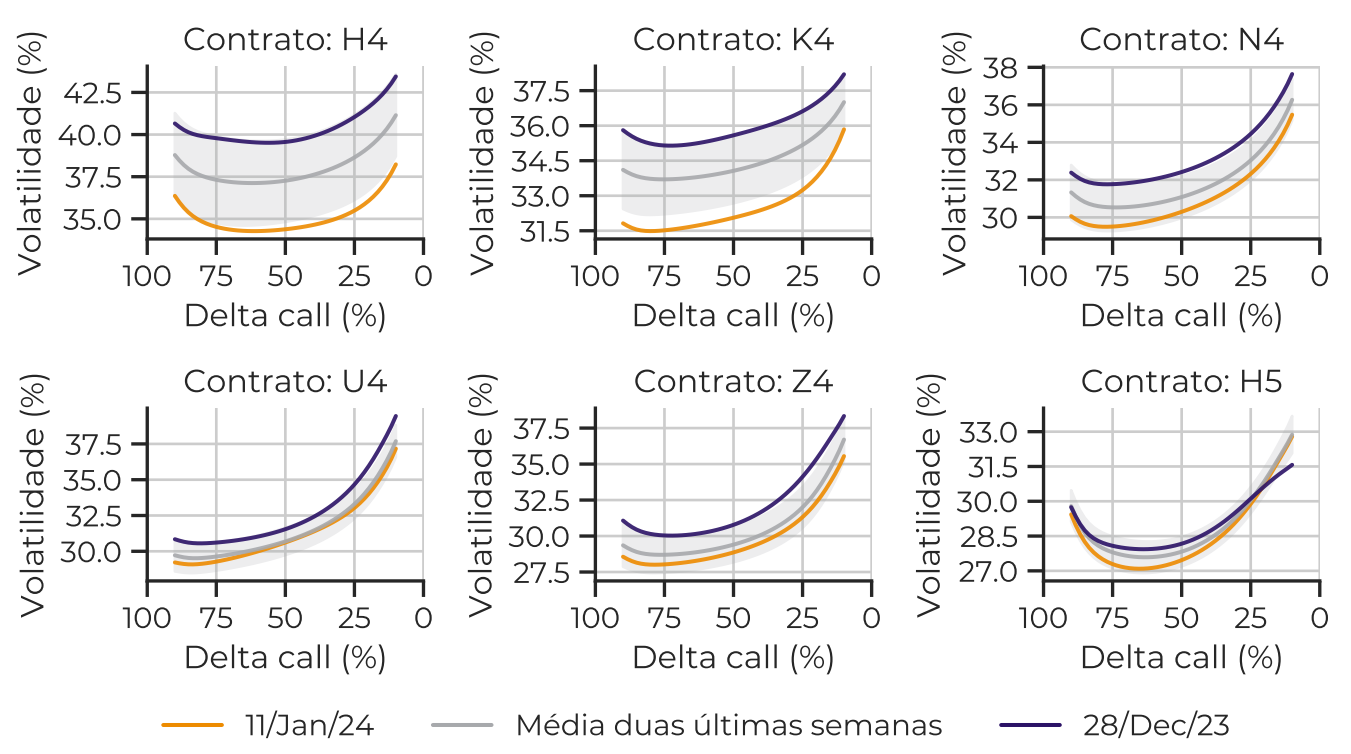 Contrato: H4
Volatilidade (%)
42.5
40.0
37.5
35.0
100 75 50 25 0
Delta call (%)
Contrato: K4
Volatilidade (%)
37.5
36.0
34.5
33.0
31.5
100 75 50 25 0
Delta call (%)
Contrato: N4
Volatilidade (%)
38
36
34
32
30
100 75 50 25 0
Delta call (%)
Contrato: U4
Volatilidade (%)
37.5
35.0
32.5
30.0
100 75 50 25 0
Delta call (%)
Contrato: Z4
Volatilidade (%)
37.5
35.0
32.5
30.0
27.5
100 75 50 25 0
Delta call (%)
Contrato: H5
Volatilidade (%)
33.0
31.5
30.0
28.5
27.0
100 75 50 25 0
Delta call (%)
11/Jan/24 Média duas últimas semanas 28/Dec/23